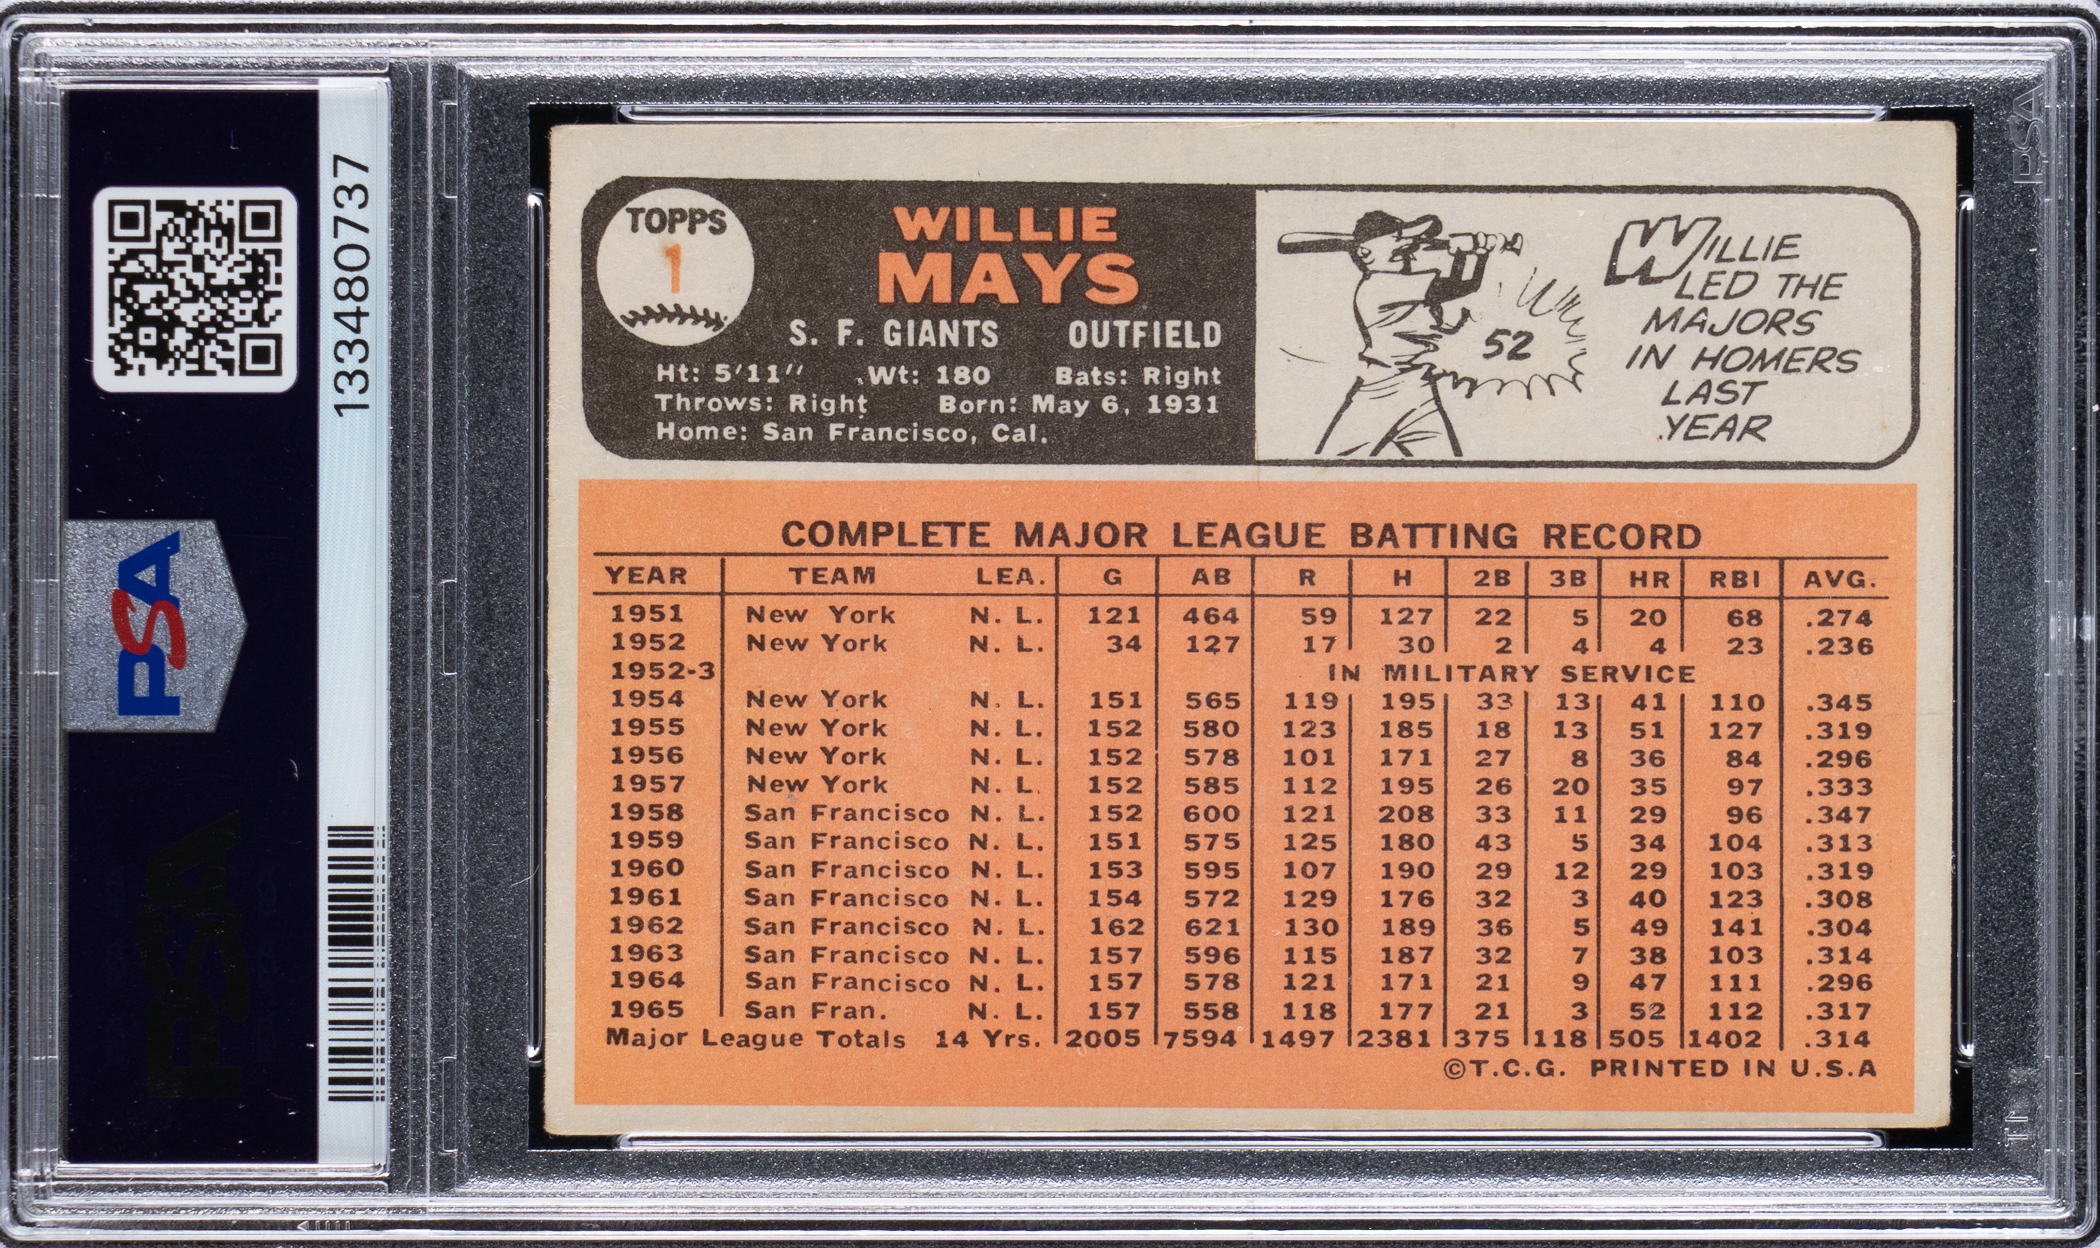 133480737
PSA
PSA
PSA
TOPPS
1
WILLIE
MAYS
S. F. GIANTS OUTFIELD
Ht: 5'11" Wt: 180 Bats: Right
Throws: Right Born: May 6, 1931
Home: San Francisco, Cal.
52
WILLIE
LED THE
MAJORS
IN HOMERS
LAST
YEAR
COMPLETE MAJOR LEAGUE BATTING RECORD
YEAR TEAM LEA. G AB R H 2B 3B HR RBI AVG.
1951 New York N. L. 121 464 59 127 22 5 20 68 .274
1952 New York N. L. 34 127 17 30 2 4 4 23 .236
1952-3 IN MILITARY SERVICE
1954 New York N. L. 151 565 119 195 33 13 41 110 .345
1955 New York N. L. 152 580 123 185 18 13 51 127 .319
1956 New York N. L. 152 578 101 171 27 8 36 84 .296
1957 New York N. L. 152 585 112 195 26 20 35 97 .333
1958 San Francisco N. L. 152 600 121 208 33 11 29 96 .347
1959 San Francisco N. L. 151 575 125 180 43 5 34 104 .313
1960 San Francisco N. L. 153 595 107 190 29 12 29 103 .319
1961 San Francisco N. L. 154 572 129 176 32 3 40 123 .308
1962 San Francisco N. L. 162 621 130 189 36 5 49 141 .304
1963 San Francisco N. L. 157 596 115 187 32 7 38 103 .314
1964 San Francisco N. L. 157 578 121 171 21 9 47 111 .296
1965 San Fran. N. L. 157 558 118 177 21 3 52 112 .317
Major League Totals 14 Yrs. 2005 7594 1497 2381 375 118 505 1402 .314
©T.C.G. PRINTED IN U.S.A